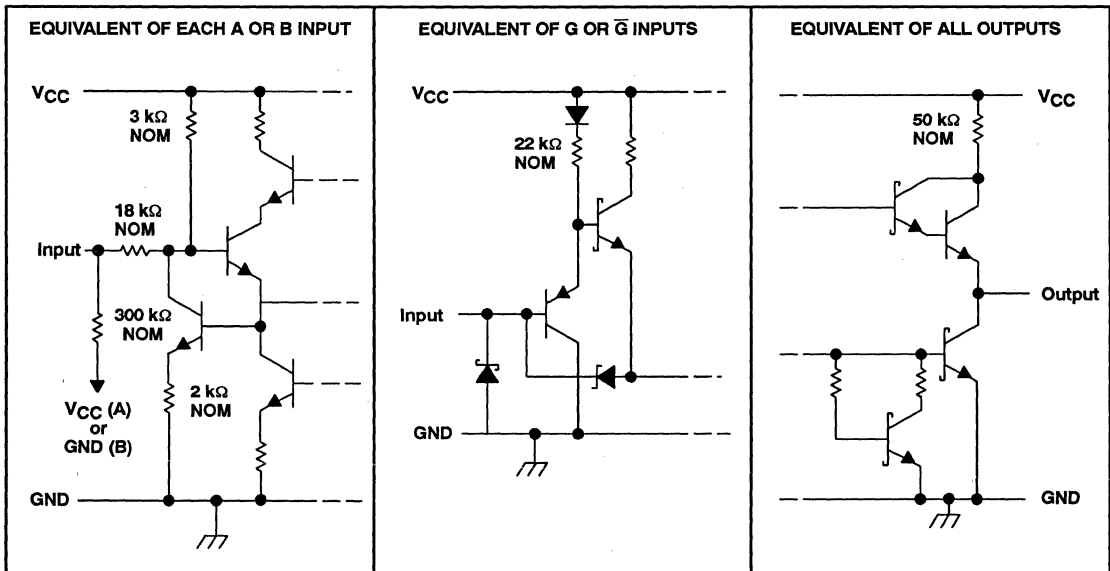 EQUIVALENT OF EACH A OR B INPUT
VCC
3 kΩ
NOM
18 kΩ
NOM
Input
300 kΩ
NOM
2 kΩ
NOM
VCC (A)
or
GND (B)
GND
EQUIVALENT OF G OR G̅ INPUTS
VCC
22 kΩ
NOM
Input
GND
EQUIVALENT OF ALL OUTPUTS
VCC
50 kΩ
NOM
Output
GND